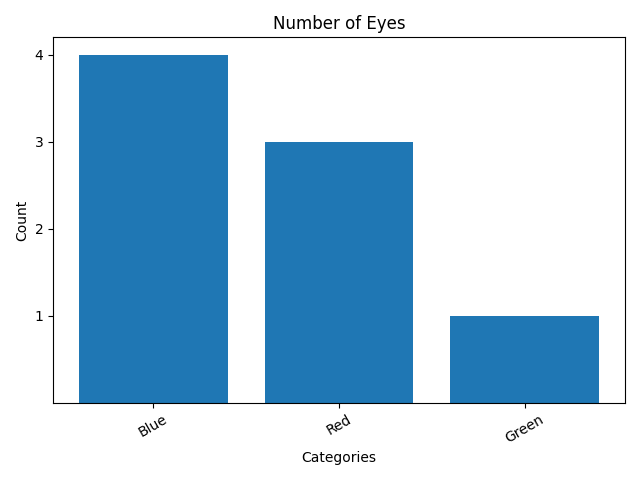 Number of Eyes
Count
4
3
2
1
Blue
Red
Green
Categories